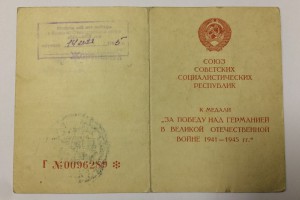 Г №0096289 *
СОЮЗ
СОВЕТСКИХ
СОЦИАЛИСТИЧЕСКИХ
РЕСПУБЛИК
К МЕДАЛИ
„ЗА ПОБЕДУ НАД ГЕРМАНИЕЙ
В ВЕЛИКОЙ ОТЕЧЕСТВЕННОЙ
ВОЙНЕ 1941—1945 гг."